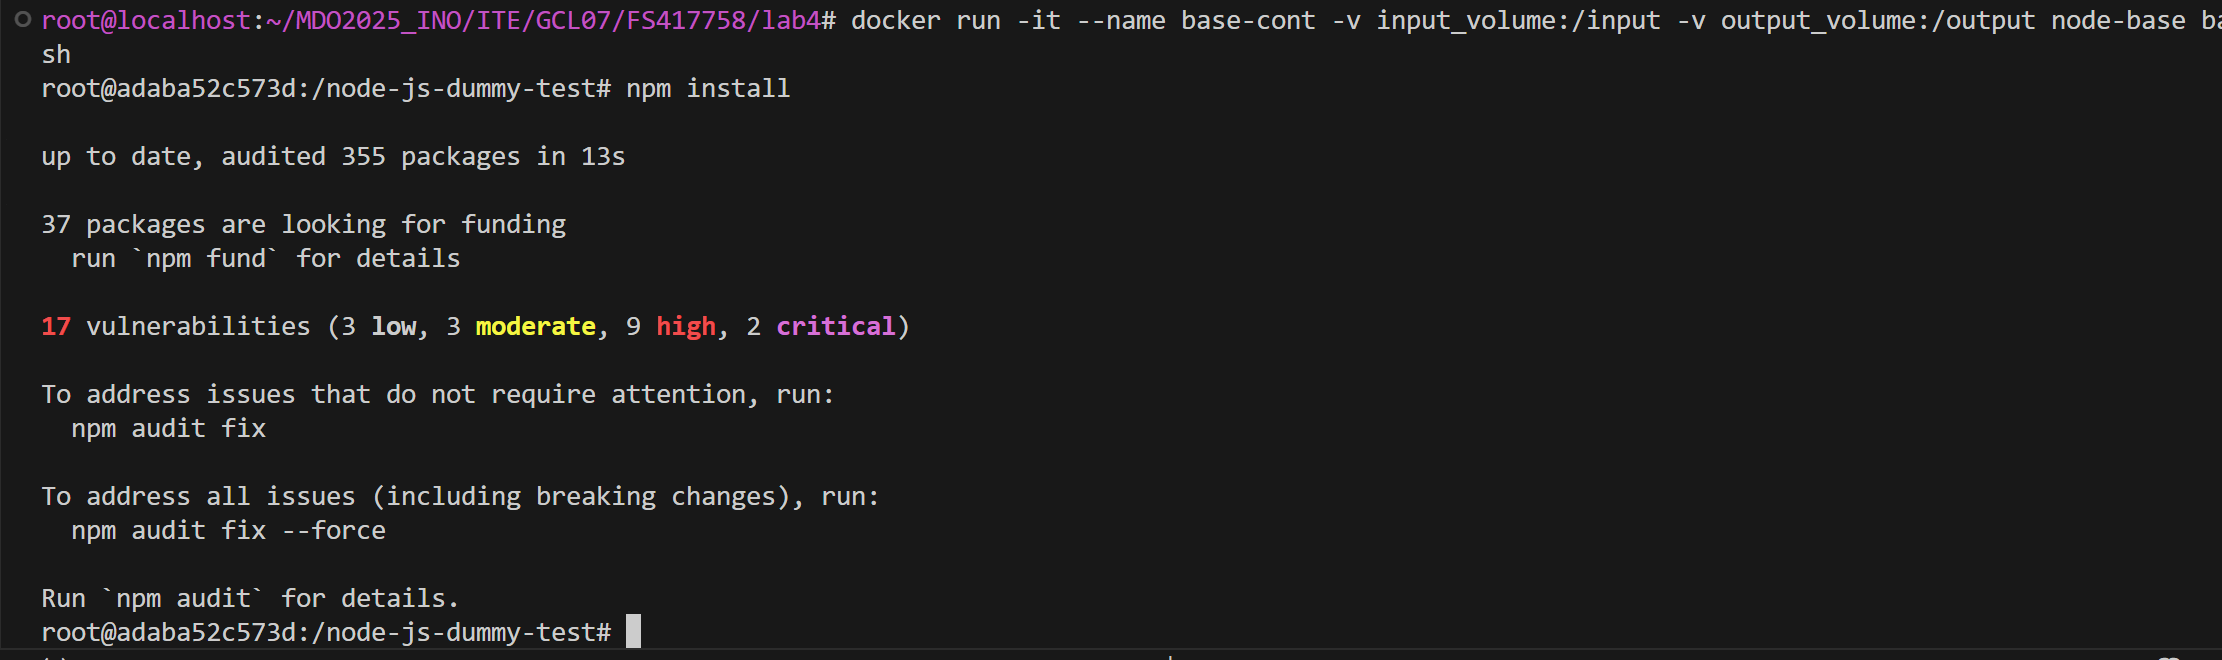 root@localhost:~/MDO2025_INO/ITE/GCL07/FS417758/lab4# docker run -it --name base-cont -v input_volume:/input -v output_volume:/output node-base ba
sh
root@adaba52c573d:/node-js-dummy-test# npm install
up to date, audited 355 packages in 13s
37 packages are looking for funding
  run `npm fund` for details
17 vulnerabilities (3 low, 3 moderate, 9 high, 2 critical)
To address issues that do not require attention, run:
  npm audit fix
To address all issues (including breaking changes), run:
  npm audit fix --force
Run `npm audit` for details.
root@adaba52c573d:/node-js-dummy-test#